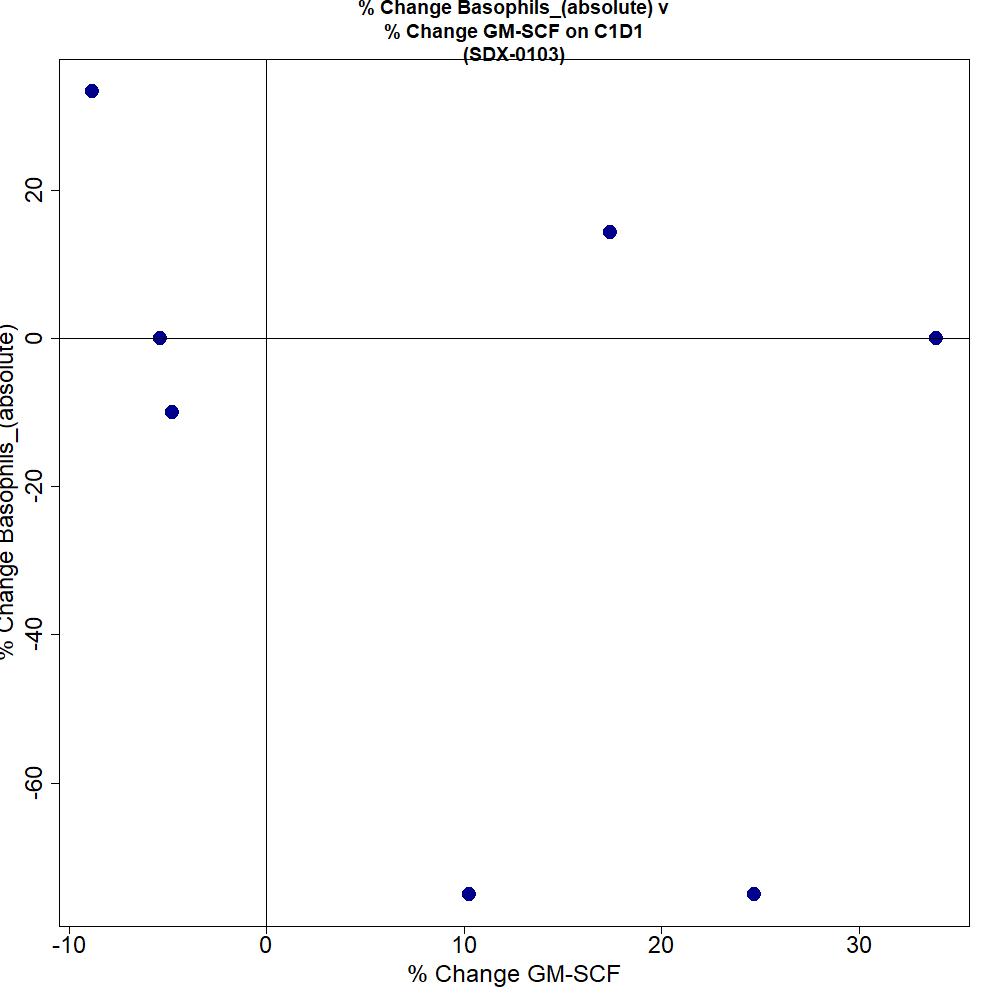 % Change Basophils_(absolute) v
% Change GM-SCF on C1D1
(SDX-0103)
% Change Basophils_(absolute)
20
0
-20
-40
-60
-10
0
10
20
30
% Change GM-SCF